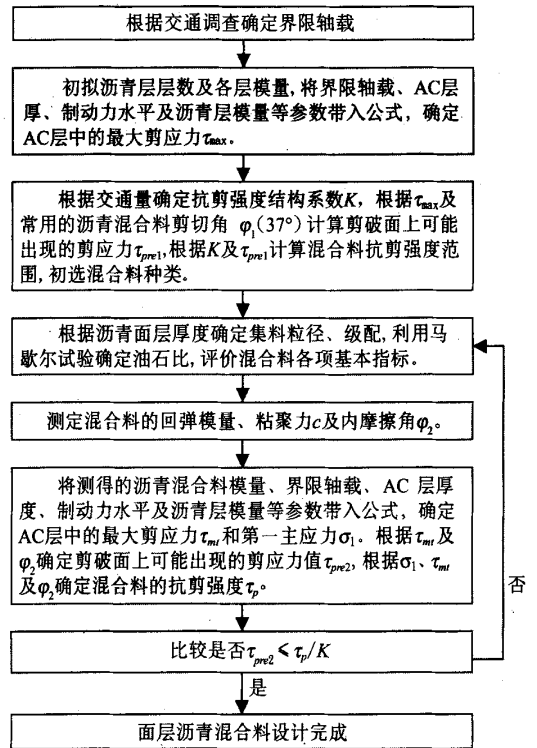 根据交通调查确定界限轴载
初拟沥青层层数及各层模量,将界限轴载、AC层
厚、制动力水平及沥青层模量等参数带入公式，确定
AC层中的最大剪应力τmax。
根据交通量确定抗剪强度结构系数K，根据τmax及
常用的沥青混合料剪切角 φ1(37°)计算剪破面上可能
出现的剪应力τpre1,根据K及τpre1计算混合料抗剪强度范
围,初选混合料种类。
根据沥青面层厚度确定集料粒径、级配,利用马
歇尔试验确定油石比,评价混合料各项基本指标。
测定混合料的回弹模量、粘聚力c及内摩擦角φ2。
将测得的沥青混合料模量、界限轴载、AC 层厚
度、制动力水平及沥青层模量等参数带入公式，确定
AC层中的最大剪应力τmt和第一主应力σ1。根据τmt及
φ2确定剪破面上可能出现的剪应力值τpre2,根据σ1、τmt
及φ2确定混合料的抗剪强度τp。
否
比较是否τpre2≤τp/K
是
面层沥青混合料设计完成